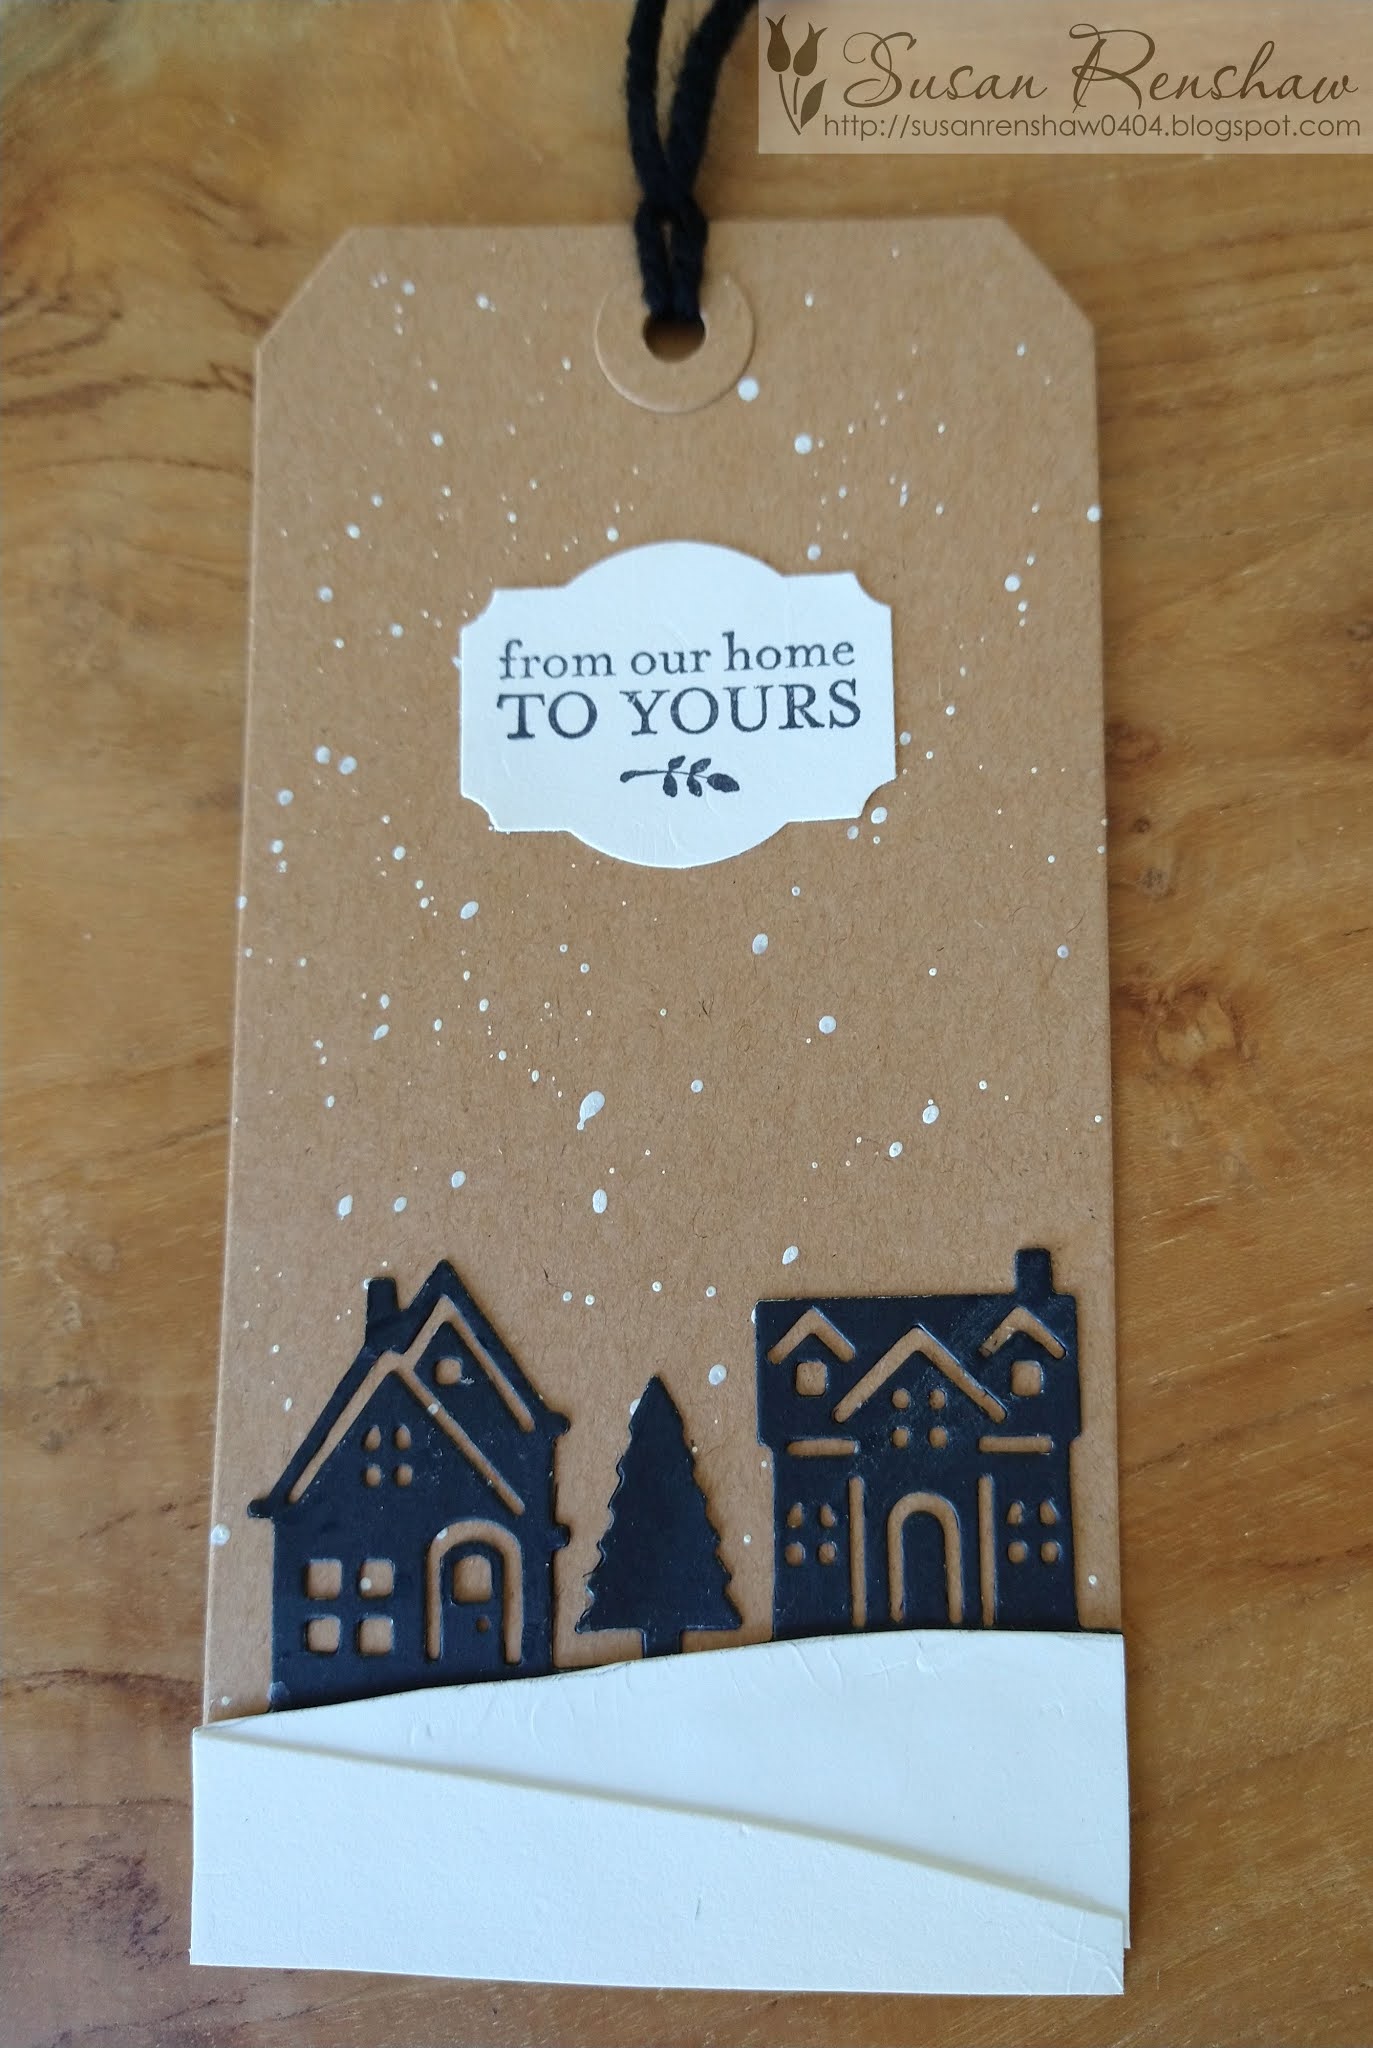 Susan Renshaw
http://susanrenshaw0404.blogspot.com
from our home
TO YOURS